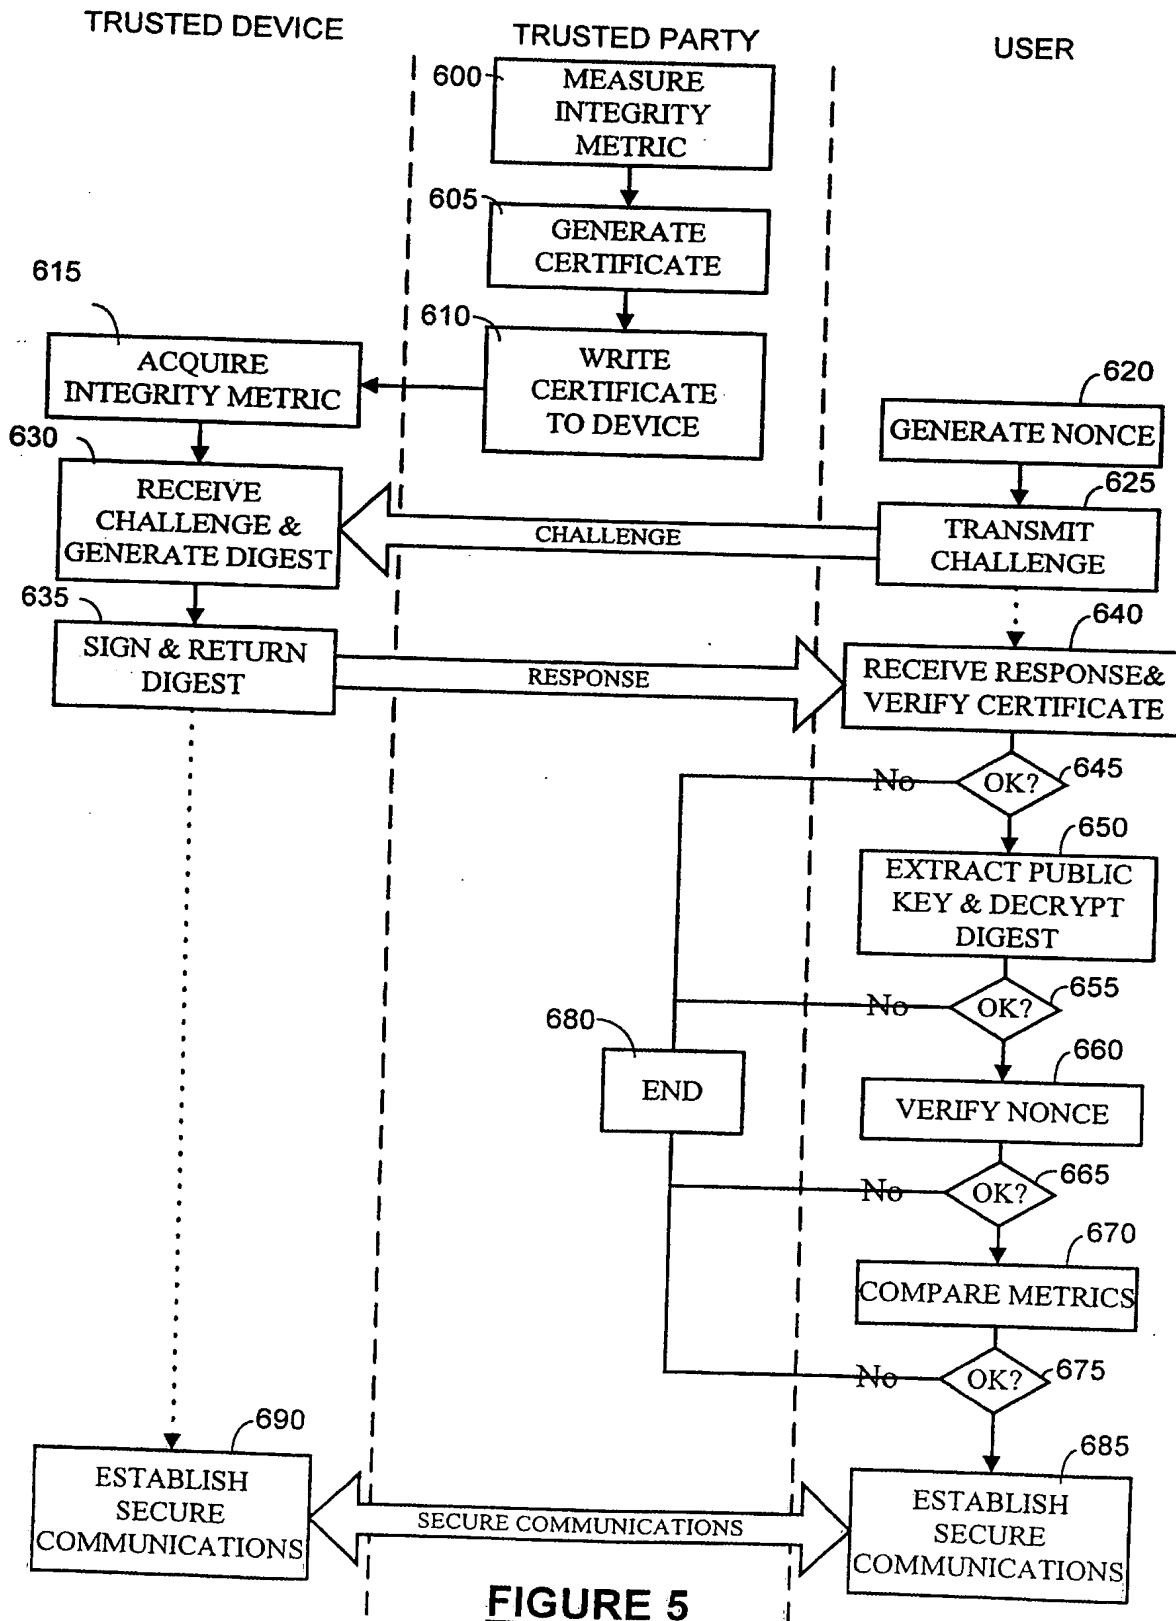 TRUSTED DEVICE
TRUSTED PARTY
USER
600
MEASURE
INTEGRITY
METRIC
605
GENERATE
CERTIFICATE
610
WRITE
CERTIFICATE
TO DEVICE
615
ACQUIRE
INTEGRITY METRIC
620
GENERATE NONCE
625
TRANSMIT
CHALLENGE
CHALLENGE
630
RECEIVE
CHALLENGE &
GENERATE DIGEST
635
SIGN & RETURN
DIGEST
RESPONSE
640
RECEIVE RESPONSE&
VERIFY CERTIFICATE
645
OK?
No
650
EXTRACT PUBLIC
KEY & DECRYPT
DIGEST
655
OK?
No
680
END
660
VERIFY NONCE
665
OK?
No
670
COMPARE METRICS
675
OK?
No
690
ESTABLISH
SECURE
COMMUNICATIONS
SECURE COMMUNICATIONS
685
ESTABLISH
SECURE
COMMUNICATIONS
FIGURE 5